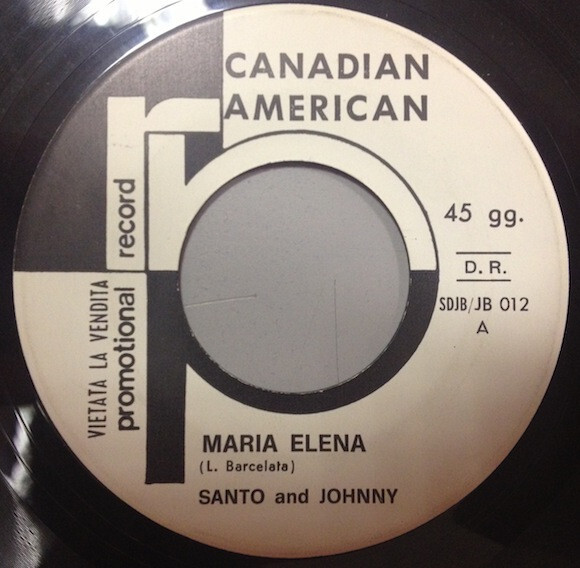 CANADIAN
AMERICAN
promotional record
VIETATA LA VENDITA
45 gg.
D. R.
SDJB/JB 012
A
MARIA ELENA
(L. Barcelata)
SANTO and JOHNNY